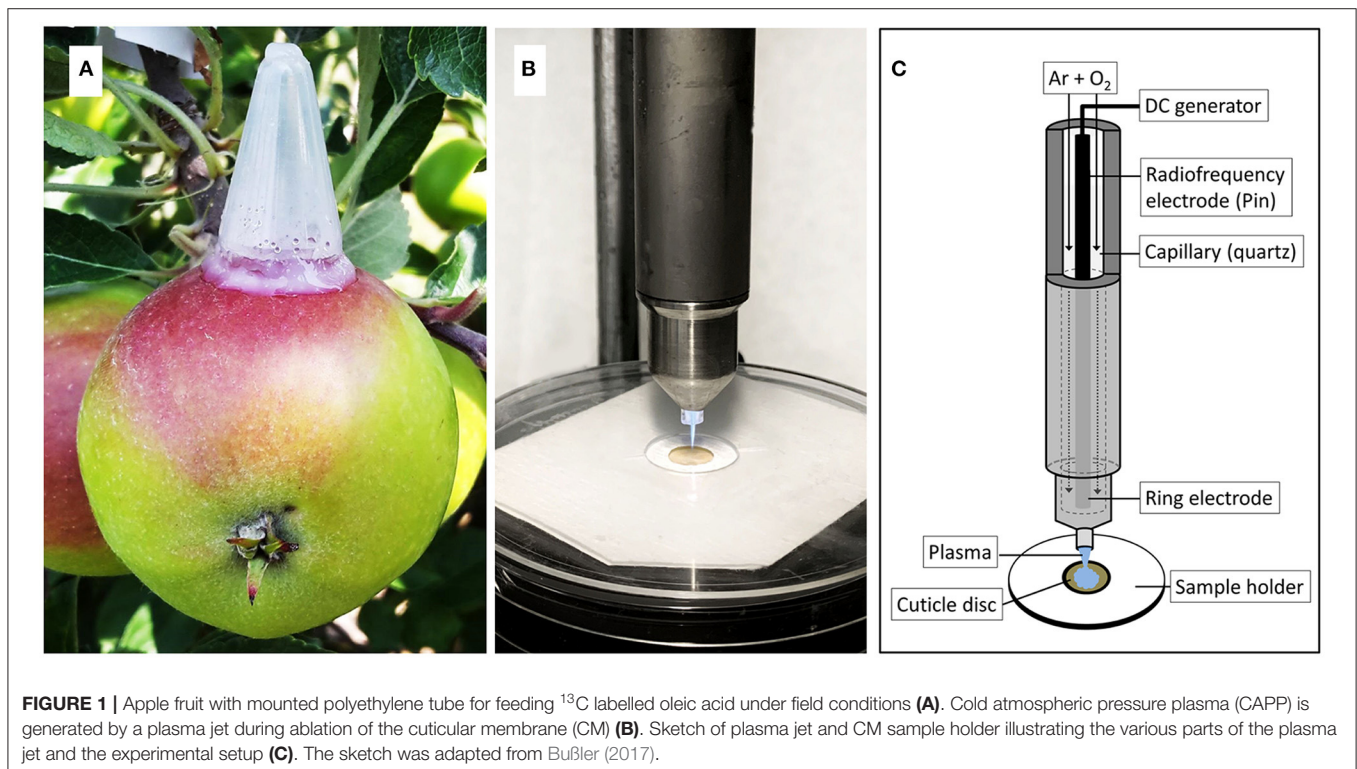 A
B
C
Ar + O₂
DC generator
Radiofrequency
electrode (Pin)
Capillary (quartz)
Ring electrode
Plasma
Cuticle disc
Sample holder
FIGURE 1 | Apple fruit with mounted polyethylene tube for feeding ¹³C labelled oleic acid under field conditions (A). Cold atmospheric pressure plasma (CAPP) is
generated by a plasma jet during ablation of the cuticular membrane (CM) (B). Sketch of plasma jet and CM sample holder illustrating the various parts of the plasma
jet and the experimental setup (C). The sketch was adapted from Bußler (2017).